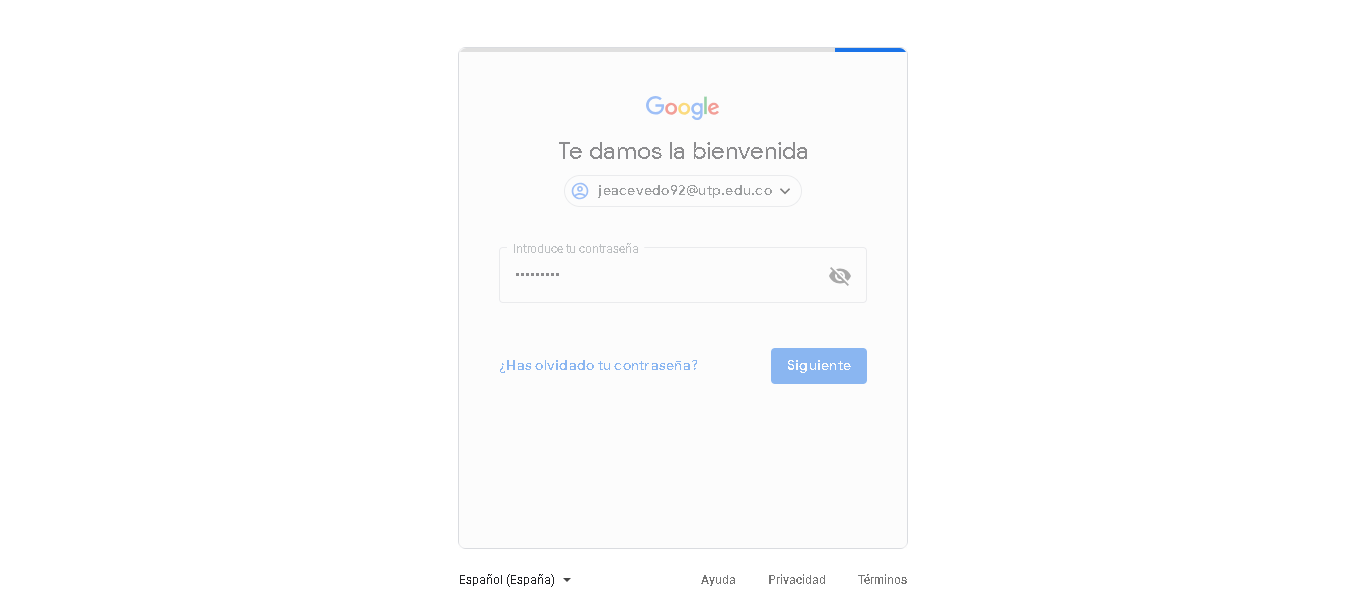 Google
Te damos la bienvenida
jeacevedo92@utp.edu.co
Introduce tu contraseña
•••••••••
¿Has olvidado tu contraseña?
Siguiente
Español (España)
Ayuda Privacidad Términos